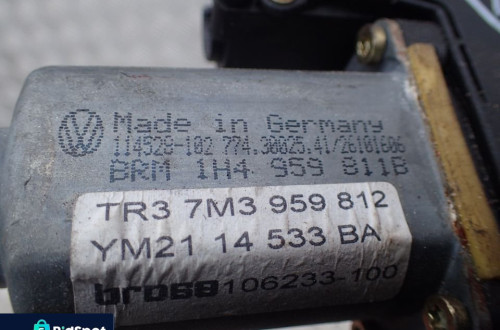 Made in Germany
114528-102 774.30025.41/26101606
BRM 1H4 959 811B
TR3 7M3 959 812
YM21 14 533 BA
brose 106233-100
BidSpot